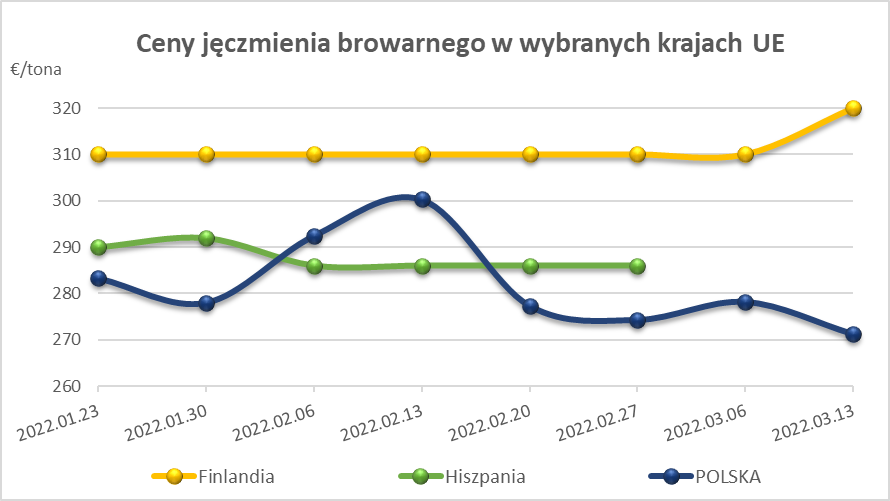 Ceny jęczmienia browarnego w wybranych krajach UE
€/tona
320
310
300
290
280
270
260
2022.01.23 2022.01.30 2022.02.06 2022.02.13 2022.02.20 2022.02.27 2022.03.06 2022.03.13
Finlandia Hiszpania POLSKA